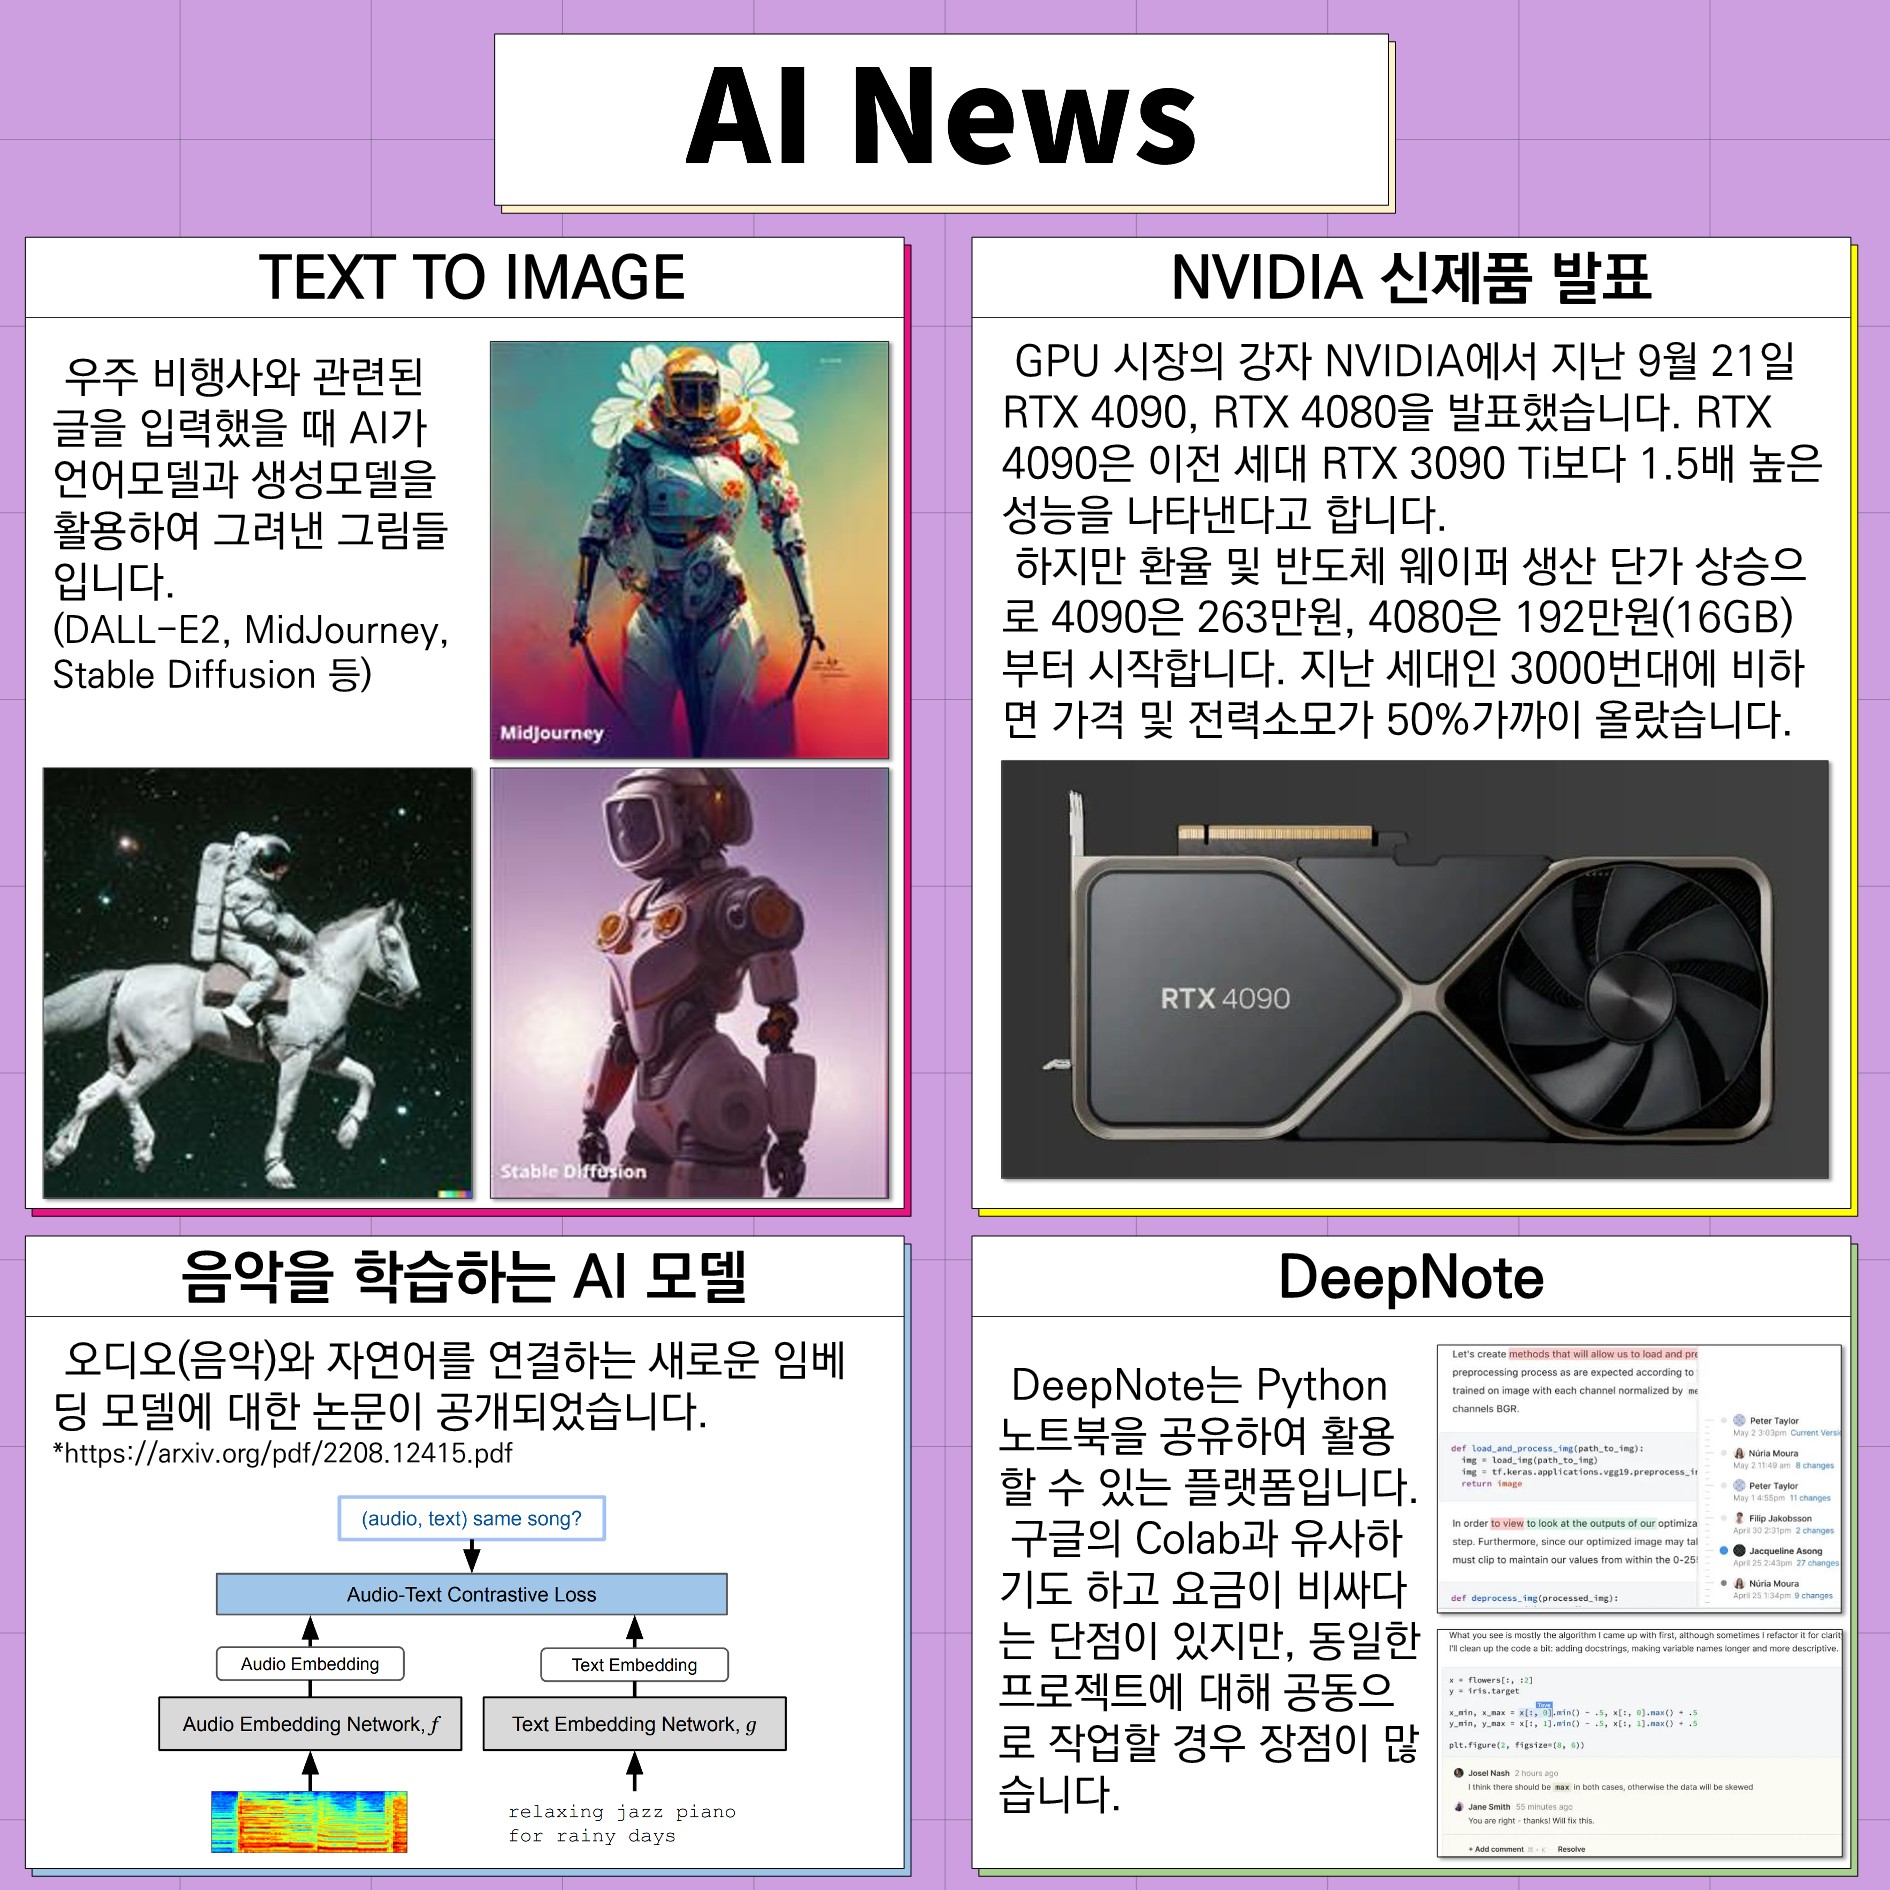 AI News
TEXT TO IMAGE
우주 비행사와 관련된
글을 입력했을 때 AI가
언어모델과 생성모델을
활용하여 그려낸 그림들
입니다.
(DALL-E2, MidJourney,
Stable Diffusion 등)
MidJourney
Stable Diffusion
NVIDIA 신제품 발표
GPU 시장의 강자 NVIDIA에서 지난 9월 21일
RTX 4090, RTX 4080을 발표했습니다. RTX
4090은 이전 세대 RTX 3090 Ti보다 1.5배 높은
성능을 나타낸다고 합니다.
하지만 환율 및 반도체 웨이퍼 생산 단가 상승으
로 4090은 263만원, 4080은 192만원(16GB)
부터 시작합니다. 지난 세대인 3000번대에 비하
면 가격 및 전력소모가 50%가까이 올랐습니다.
RTX 4090
음악을 학습하는 AI 모델
오디오(음악)와 자연어를 연결하는 새로운 임베
딩 모델에 대한 논문이 공개되었습니다.
*https://arxiv.org/pdf/2208.12415.pdf
(audio, text) same song?
Audio-Text Contrastive Loss
Audio Embedding
Text Embedding
Audio Embedding Network, f
Text Embedding Network, g
relaxing jazz piano
for rainy days
DeepNote
DeepNote는 Python
노트북을 공유하여 활용
할 수 있는 플랫폼입니다.
구글의 Colab과 유사하
기도 하고 요금이 비싸다
는 단점이 있지만, 동일한
프로젝트에 대해 공동으
로 작업할 경우 장점이 많
습니다.
Let's create methods that will allow us to load and pre
preprocessing process as are expected according to
trained on image with each channel normalized by me
channels BGR.
def load_and_process_img(path_to_img):
img = load_img(path_to_img)
img = tf.keras.applications.vgg19.preprocess_i
return image
In order to view to look at the outputs of our optimiza
step. Furthermore, since our optimized image may ta
must clip to maintain our values from within the 0-25
def deprocess_img(processed_img):
Peter Taylor
May 2 3:03pm Current Versi
Núria Moura
May 2 11:49 am 8 changes
Peter Taylor
May 1 4:55pm 11 changes
Filip Jakobsson
April 30 2:31pm 2 changes
Jacqueline Asong
April 25 2:43pm 27 changes
Núria Moura
April 25 1:34pm 9 changes
What you see is mostly the algorithm I came up with first, although sometimes I refactor it for clarit
I'll clean up the code a bit: adding docstrings, making variable names longer and more descriptive.
x = flowers[:, :2]
y = iris.target
x_min, x_max = x[:, 0].min() - .5, x[:, 0].max() + .5
y_min, y_max = x[:, 1].min() - .5, x[:, 1].max() + .5
plt.figure(2, figsize=(8, 6))
Josel Nash 2 hours ago
I think there should be max in both cases, otherwise the data will be skewed
Jane Smith 55 minutes ago
You are right - thanks! Will fix this.
+ Add comment ⌘ + K Resolve